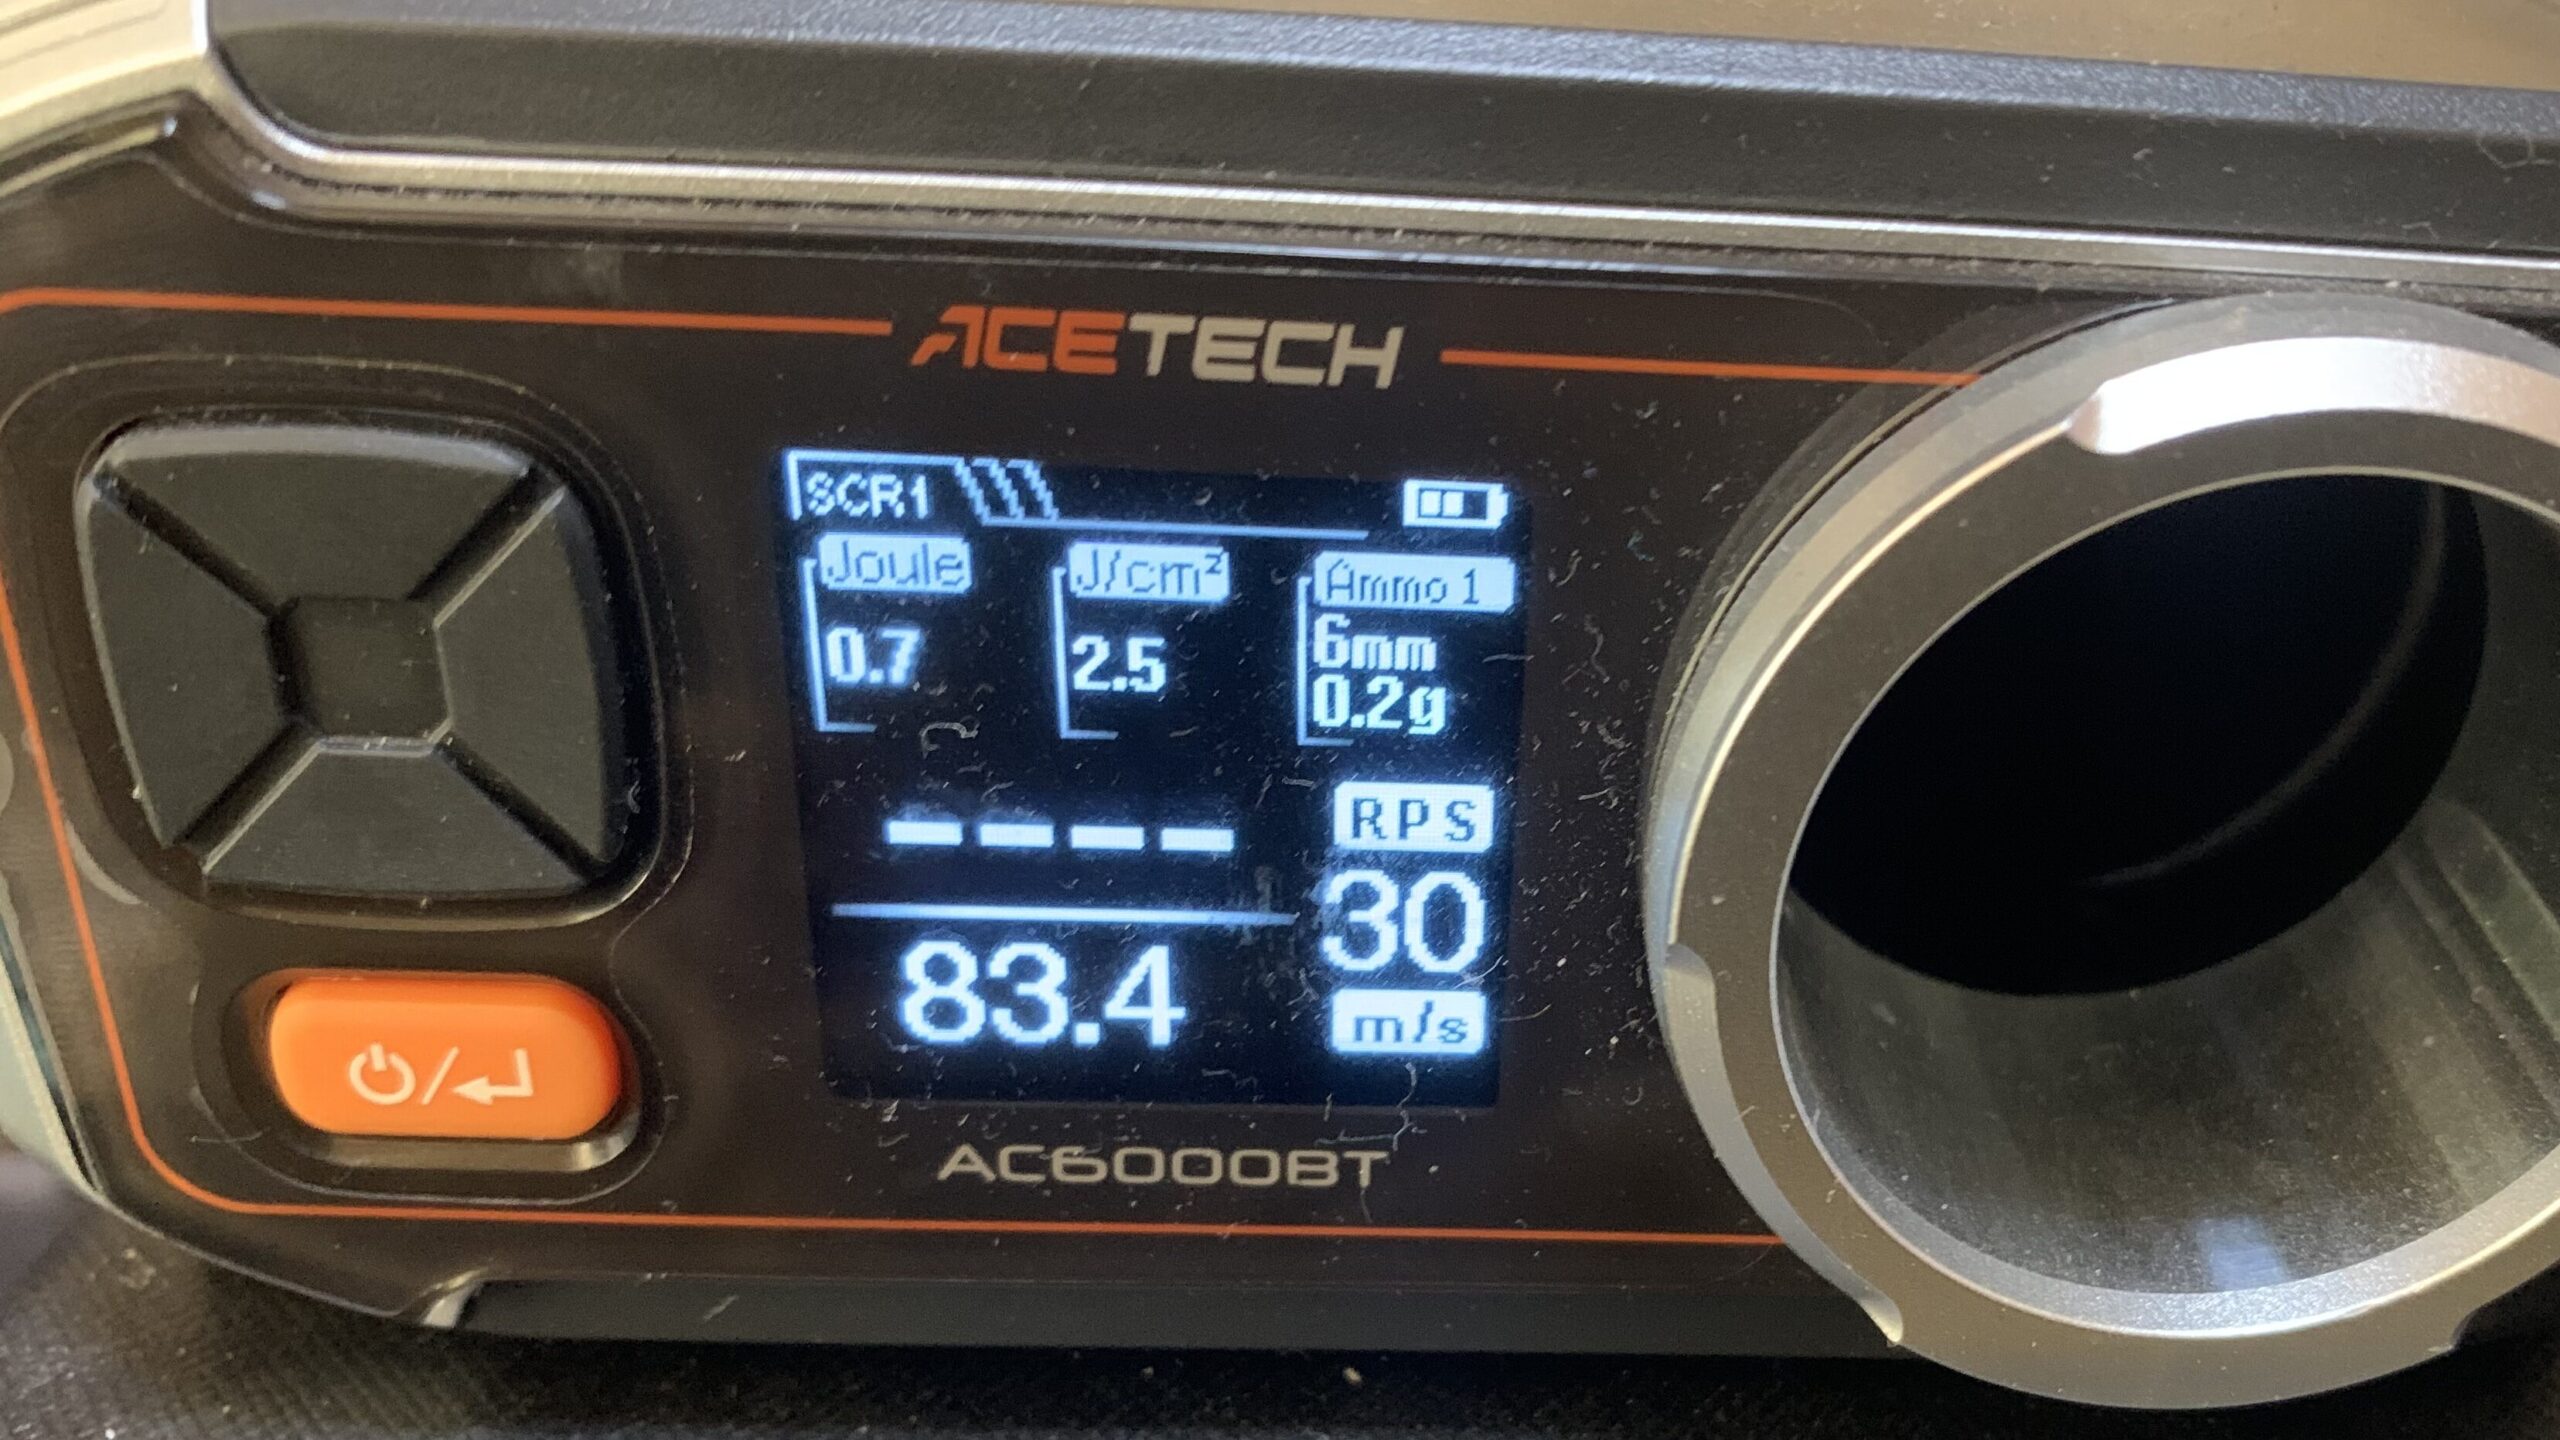 ACETECH
SCR1
Joule J/cm² Ammo 1
0.7 2.5 6mm
0.2g
----
RPS
30
83.4
m/s
AC6000BT